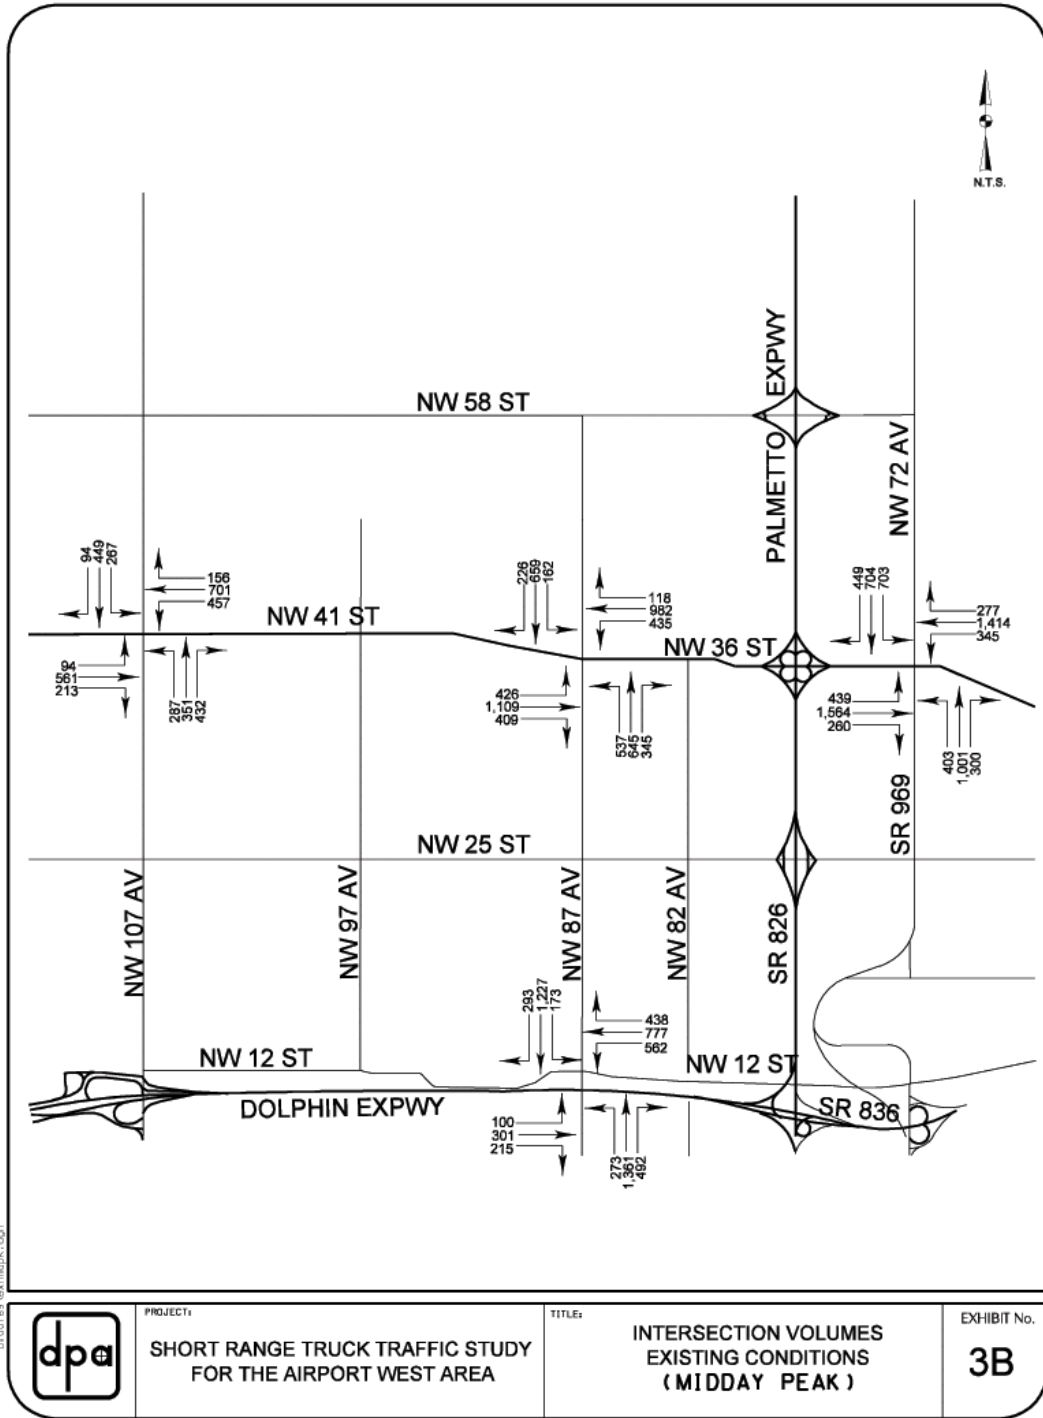 N.T.S.
PALMETTO EXPWY
NW 58 ST
NW 72 AV
94
449
267
156
701
457
NW 41 ST
226
659
162
118
982
435
NW 36 ST
449
704
703
277
1,414
345
94
561
213
287
351
432
426
1,109
409
537
645
345
439
1,564
260
403
1,001
300
SR 969
NW 25 ST
NW 107 AV
NW 97 AV
NW 87 AV
NW 82 AV
SR 826
293
1,227
173
438
777
562
NW 12 ST
NW 12 ST
DOLPHIN EXPWY
SR 836
100
301
215
273
1,361
492
dpa
PROJECT:
SHORT RANGE TRUCK TRAFFIC STUDY
FOR THE AIRPORT WEST AREA
TITLE:
INTERSECTION VOLUMES
EXISTING CONDITIONS
(MIDDAY PEAK)
EXHIBIT No.
3B